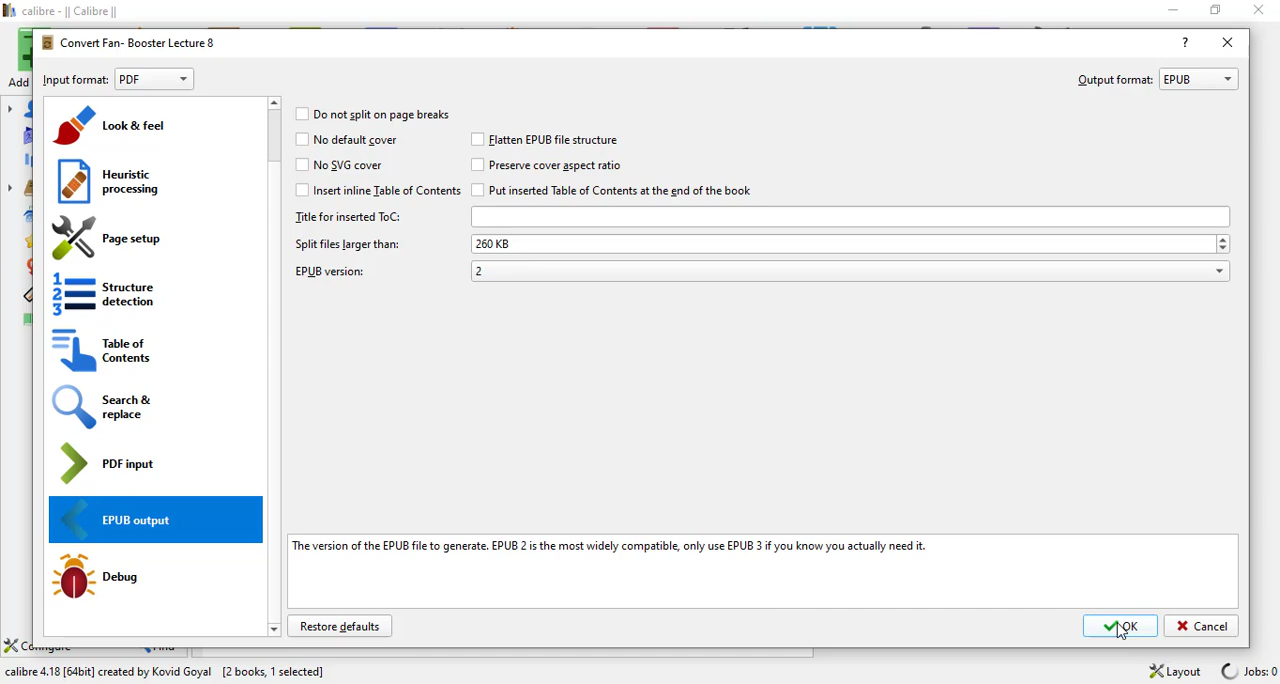 calibre - || Calibre ||
Convert Fan- Booster Lecture 8
Add
Input format: PDF
Output format: EPUB
Look & feel
Heuristic
processing
Page setup
Structure
detection
Table of
Contents
Search &
replace
PDF input
EPUB output
Debug
Do not split on page breaks
No default cover
Flatten EPUB file structure
No SVG cover
Preserve cover aspect ratio
Insert inline Table of Contents
Put inserted Table of Contents at the end of the book
Title for inserted ToC:
Split files larger than: 260 KB
EPUB version: 2
The version of the EPUB file to generate. EPUB 2 is the most widely compatible, only use EPUB 3 if you know you actually need it.
Restore defaults
OK
Cancel
Configure
Find
calibre 4.18 [64bit] created by Kovid Goyal [2 books, 1 selected]
Layout
Jobs: 0